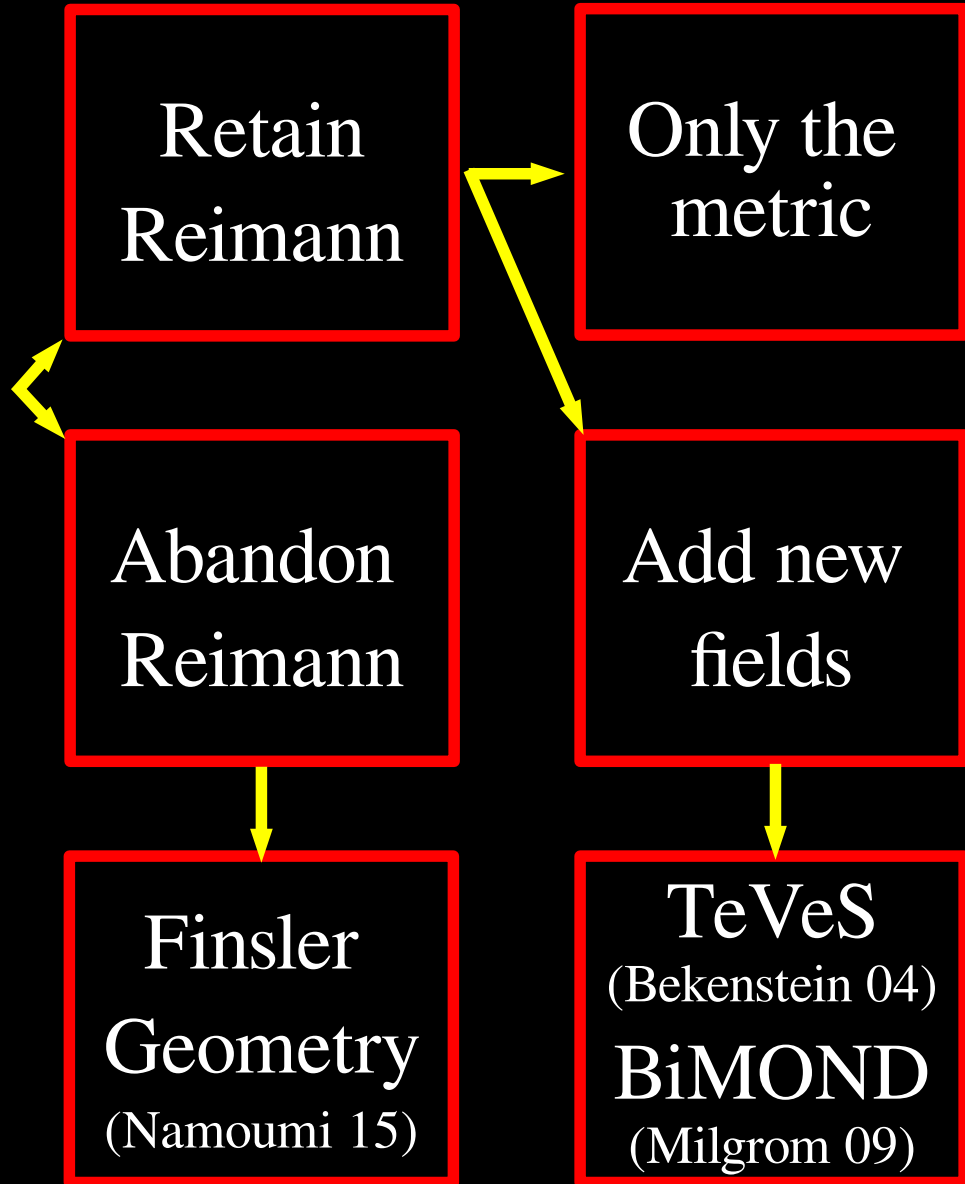 Retain
Reimann
Only the
metric
Abandon
Reimann
Add new
fields
Finsler
Geometry
(Namoumi 15)
TeVeS
(Bekenstein 04)
BiMOND
(Milgrom 09)